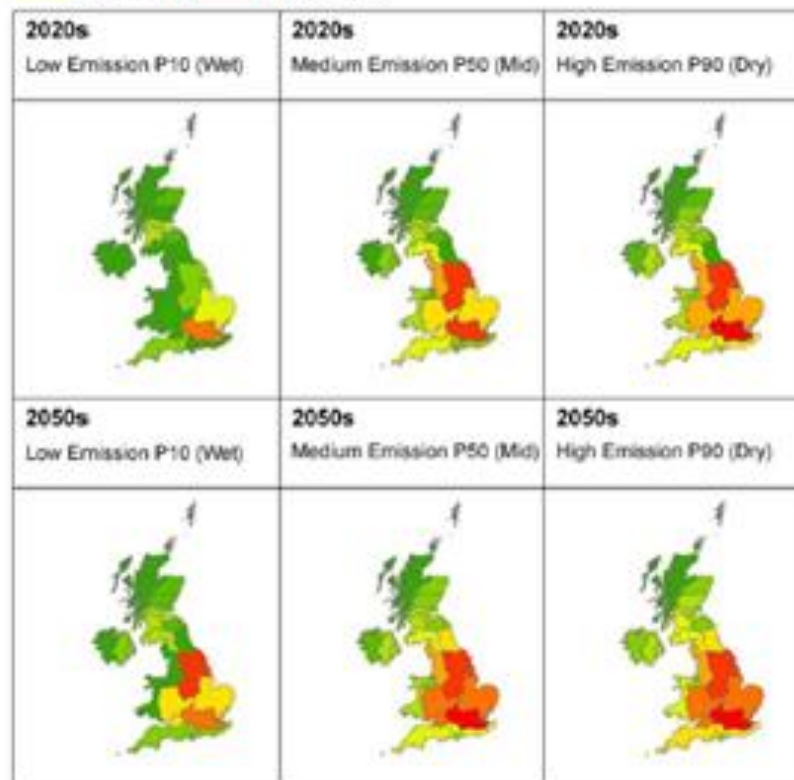 2020s
Low Emission P10 (Wet)
2020s
Medium Emission P50 (Mid)
2020s
High Emission P90 (Dry)
2050s
Low Emission P10 (Wet)
2050s
Medium Emission P50 (Mid)
2050s
High Emission P90 (Dry)